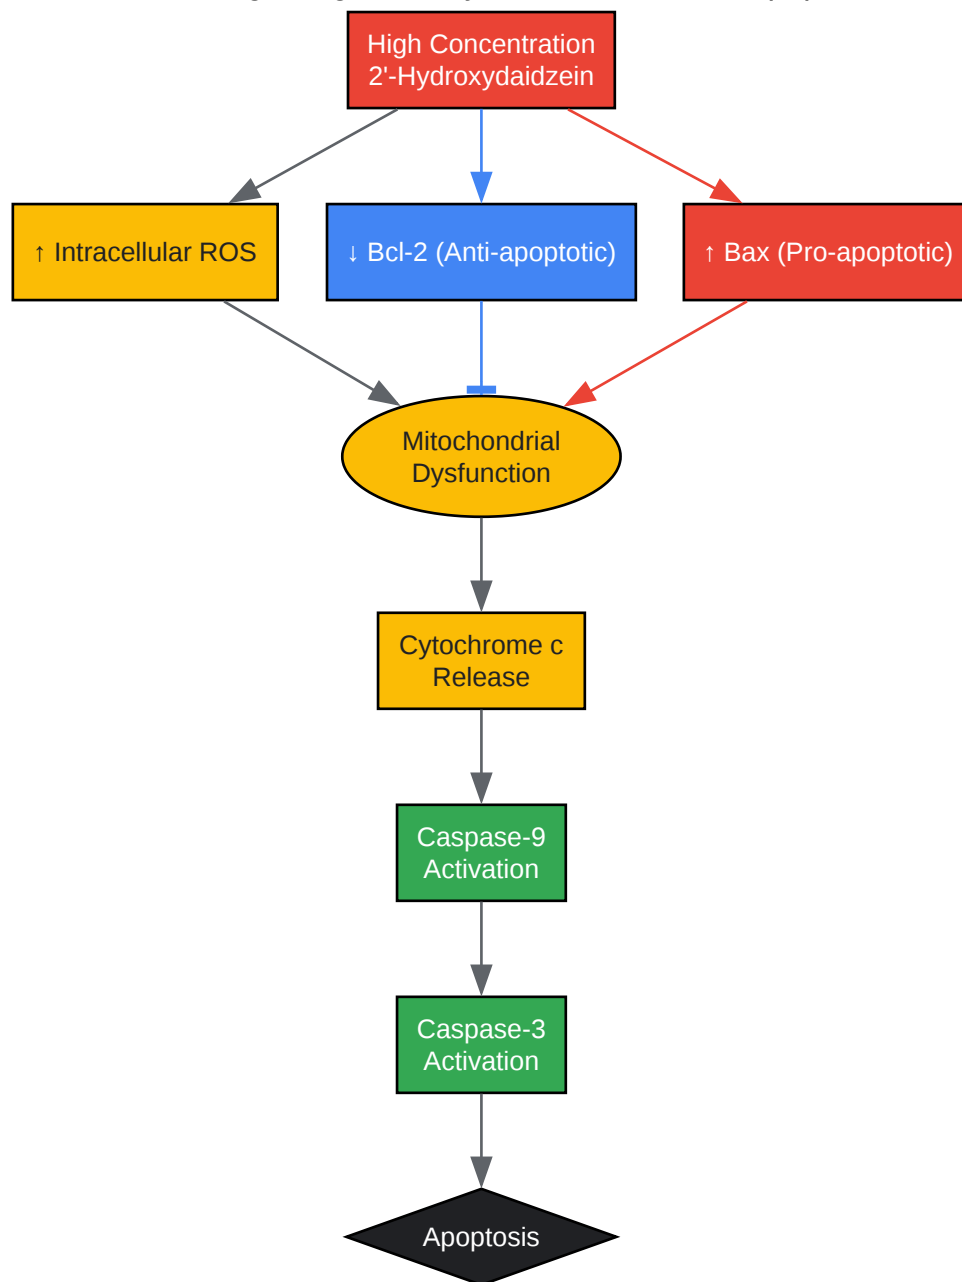 High Concentration
2'-Hydroxydaidzein
↑ Intracellular ROS
↓ Bcl-2 (Anti-apoptotic)
↑ Bax (Pro-apoptotic)
Mitochondrial
Dysfunction
Cytochrome c
Release
Caspase-9
Activation
Caspase-3
Activation
Apoptosis